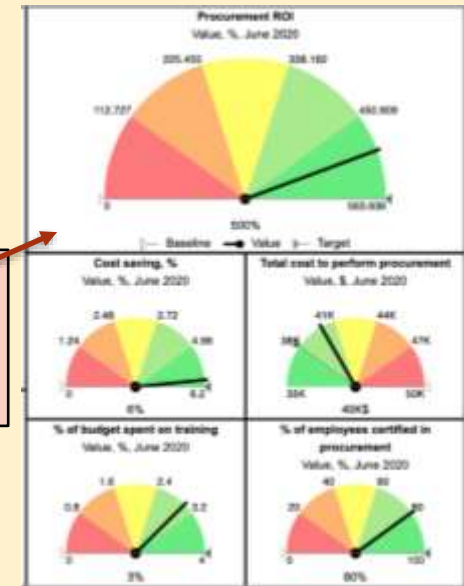 Procurement ROI
Value, %, June 2020
225.455
338.182
112.727
450.909
0
500%
Baseline
Value
Target
Cost saving, %
Value, %, June 2020
2.48
3.72
1.24
4.96
0
6.2
6%
Total cost to perform procurement
Value, $, June 2020
41K
44K
38K
47K
35K
50K
40K$
% of budget spent on training
Value, %, June 2020
1.6
2.4
0.8
3.2
0
4
3%
% of employees certified in
procurement
Value, %, June 2020
40
60
20
80
0
100
80%